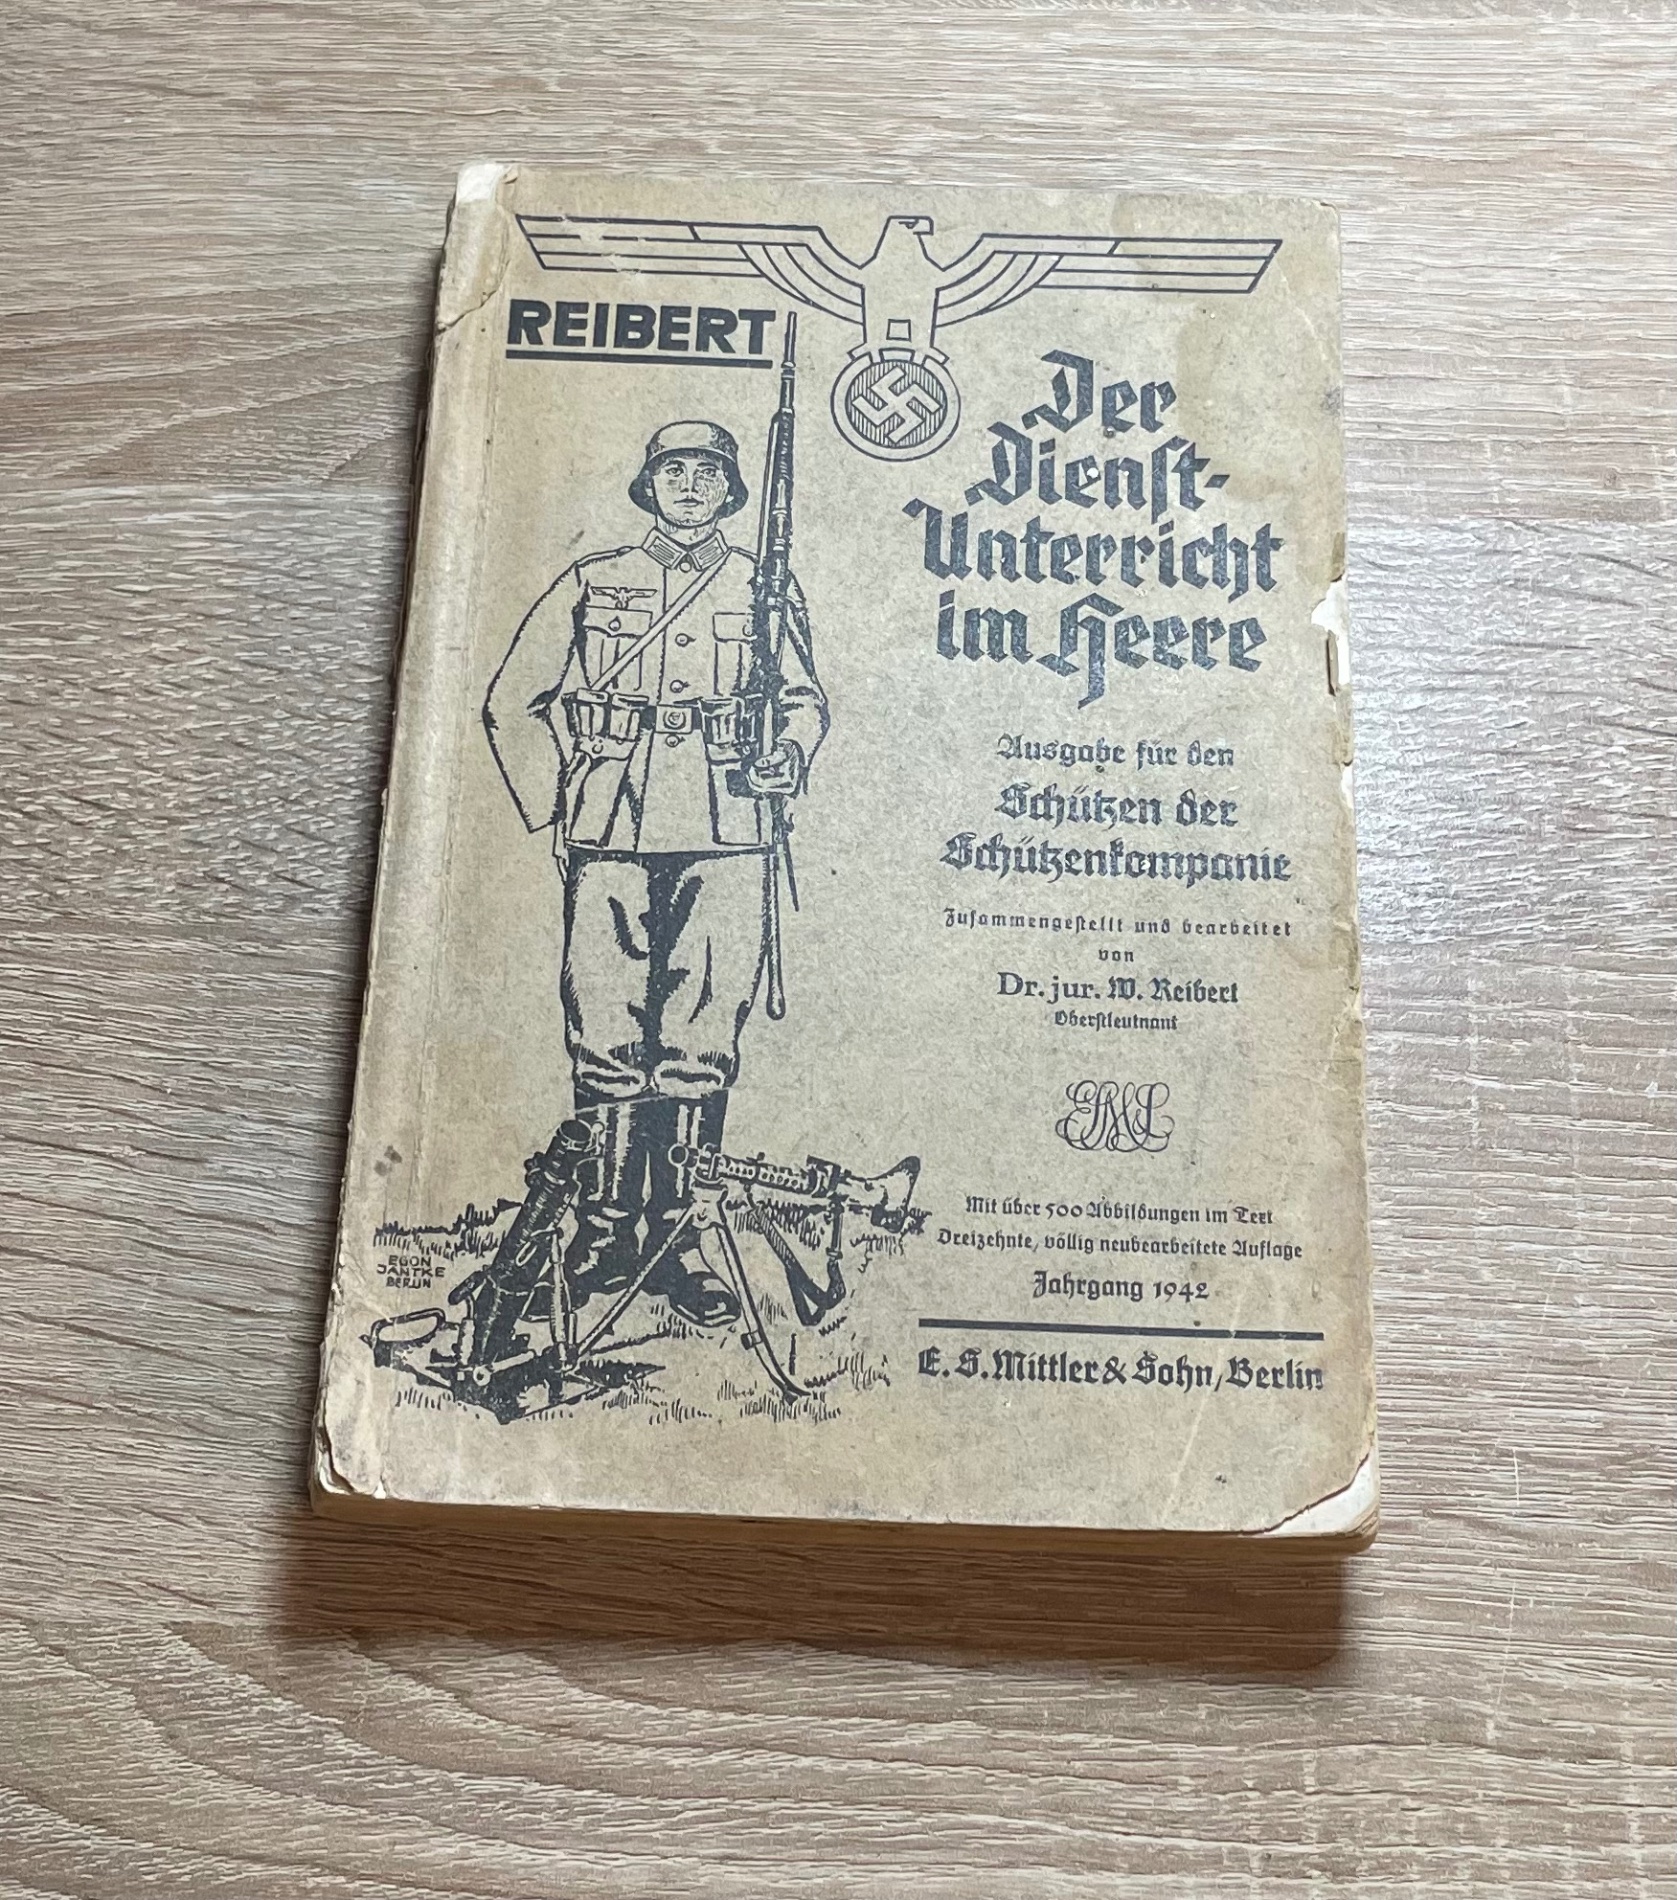 REIBERT
Der
Dienst-
Unterricht
im Heere
Ausgabe für den
Schützen der
Schützenkompanie
Zusammengestellt und bearbeitet
von
Dr. jur. W. Reibert
Oberstleutnant
Mit über 500 Abbildungen im Text
Dreizehnte, völlig neubearbeitete Auflage
Jahrgang 1942
E. S. Mittler & Sohn, Berlin
EGON
JANTKE
BERLIN